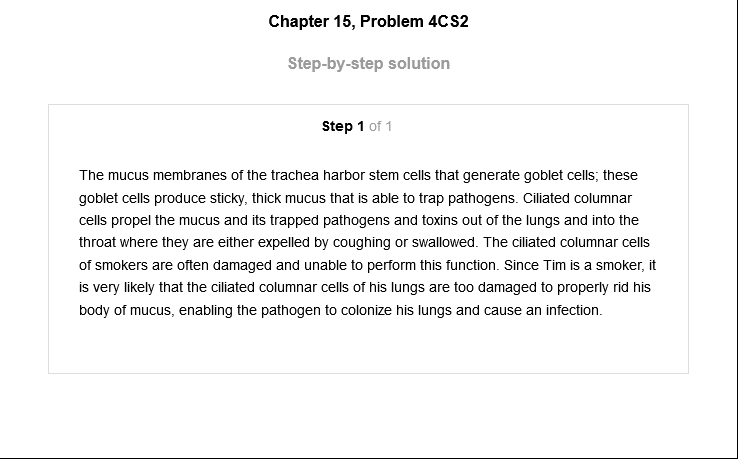 Chapter 15, Problem 4CS2
Step-by-step solution
Step 1 of 1
The mucus membranes of the trachea harbor stem cells that generate goblet cells; these
goblet cells produce sticky, thick mucus that is able to trap pathogens. Ciliated columnar
cells propel the mucus and its trapped pathogens and toxins out of the lungs and into the
throat where they are either expelled by coughing or swallowed. The ciliated columnar cells
of smokers are often damaged and unable to perform this function. Since Tim is a smoker, it
is very likely that the ciliated columnar cells of his lungs are too damaged to properly rid his
body of mucus, enabling the pathogen to colonize his lungs and cause an infection.